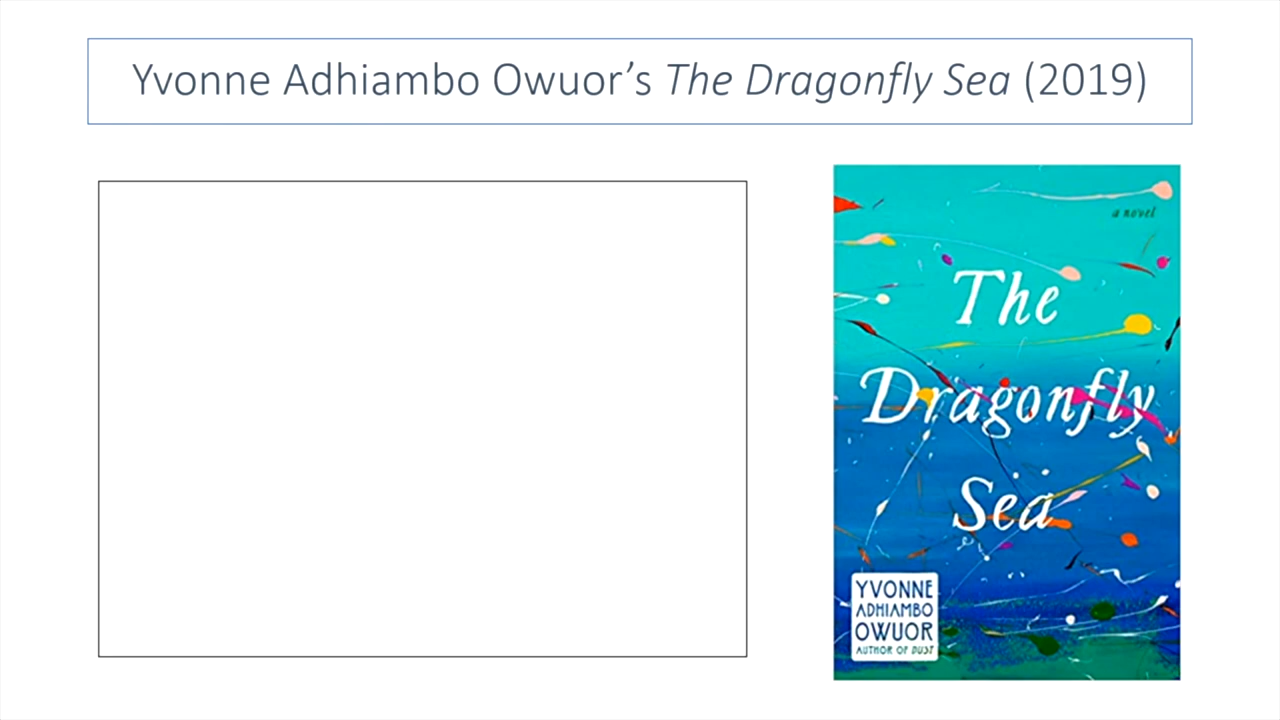 Yvonne Adhiambo Owuor’s The Dragonfly Sea (2019)
a novel
The
Dragonfly
Sea
YVONNE
ADHIAMBO
OWUOR
AUTHOR OF DUST